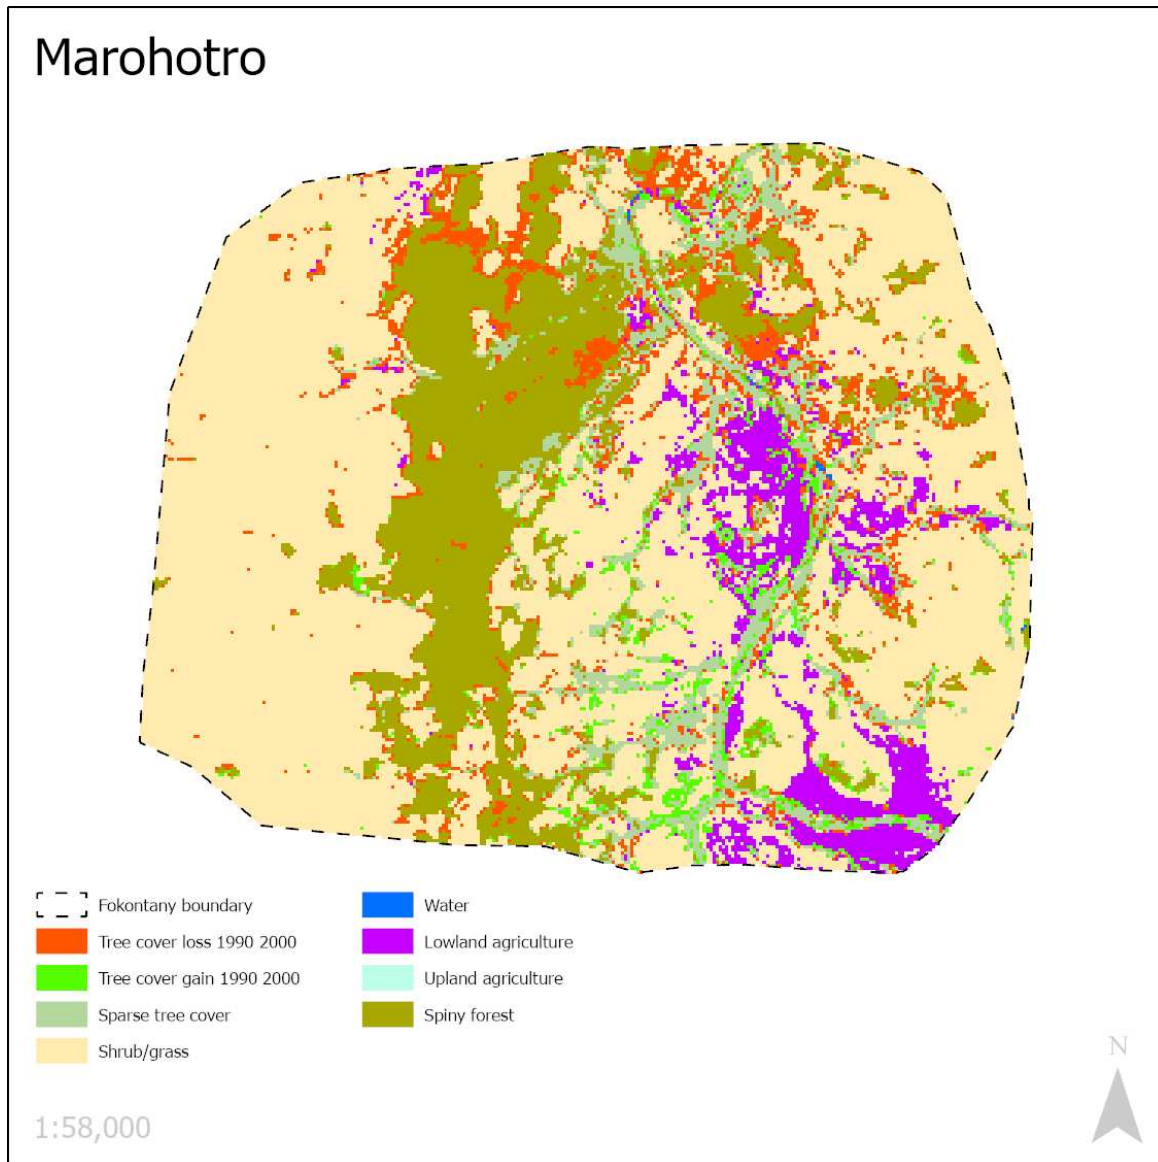 Marohotro
Fokontany boundary
Tree cover loss 1990 2000
Tree cover gain 1990 2000
Sparse tree cover
Shrub/grass
Water
Lowland agriculture
Upland agriculture
Spiny forest
N
1:58,000